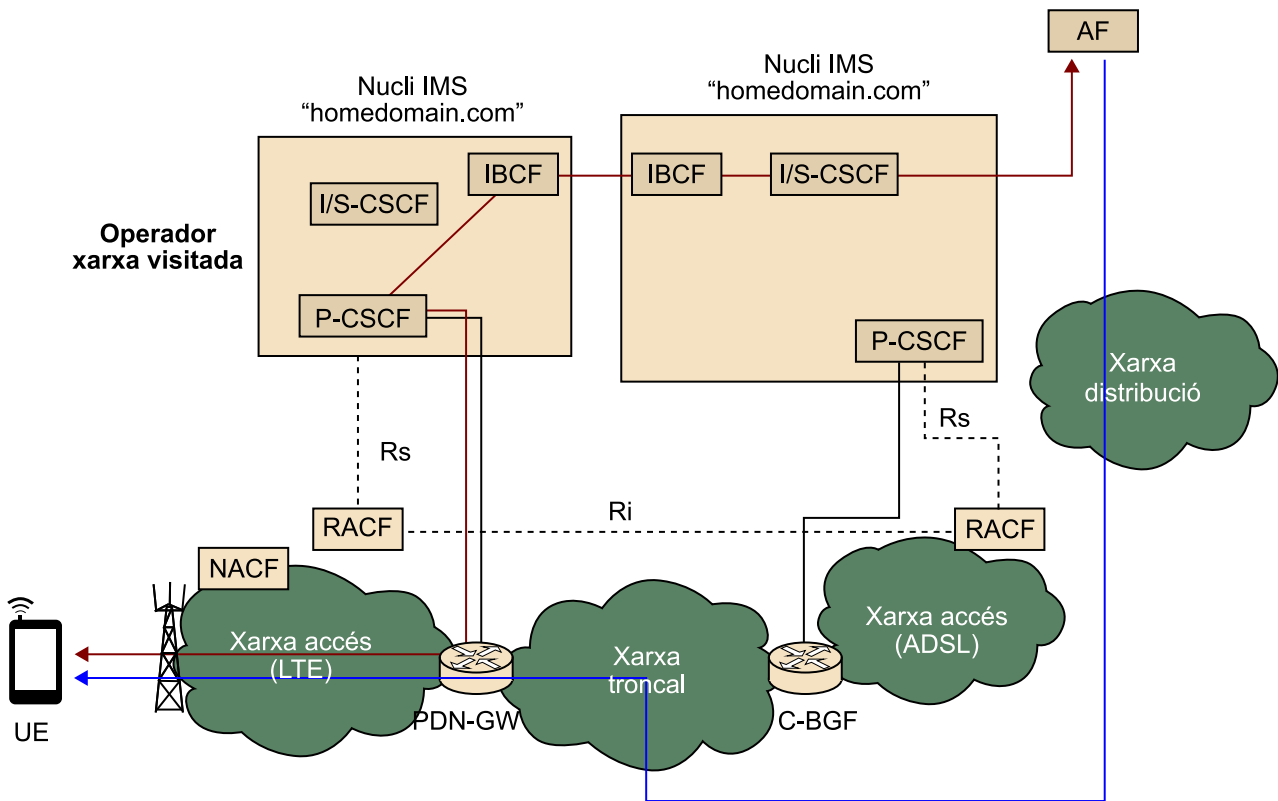 AF
Nucli IMS
“homedomain.com”
Nucli IMS
“homedomain.com”
IBCF
IBCF
I/S-CSCF
I/S-CSCF
Operador
xarxa visitada
P-CSCF
P-CSCF
Xarxa
distribució
Rs
Rs
Ri
RACF
RACF
NACF
Xarxa accés
(LTE)
Xarxa
troncal
Xarxa accés
(ADSL)
UE
PDN-GW
C-BGF